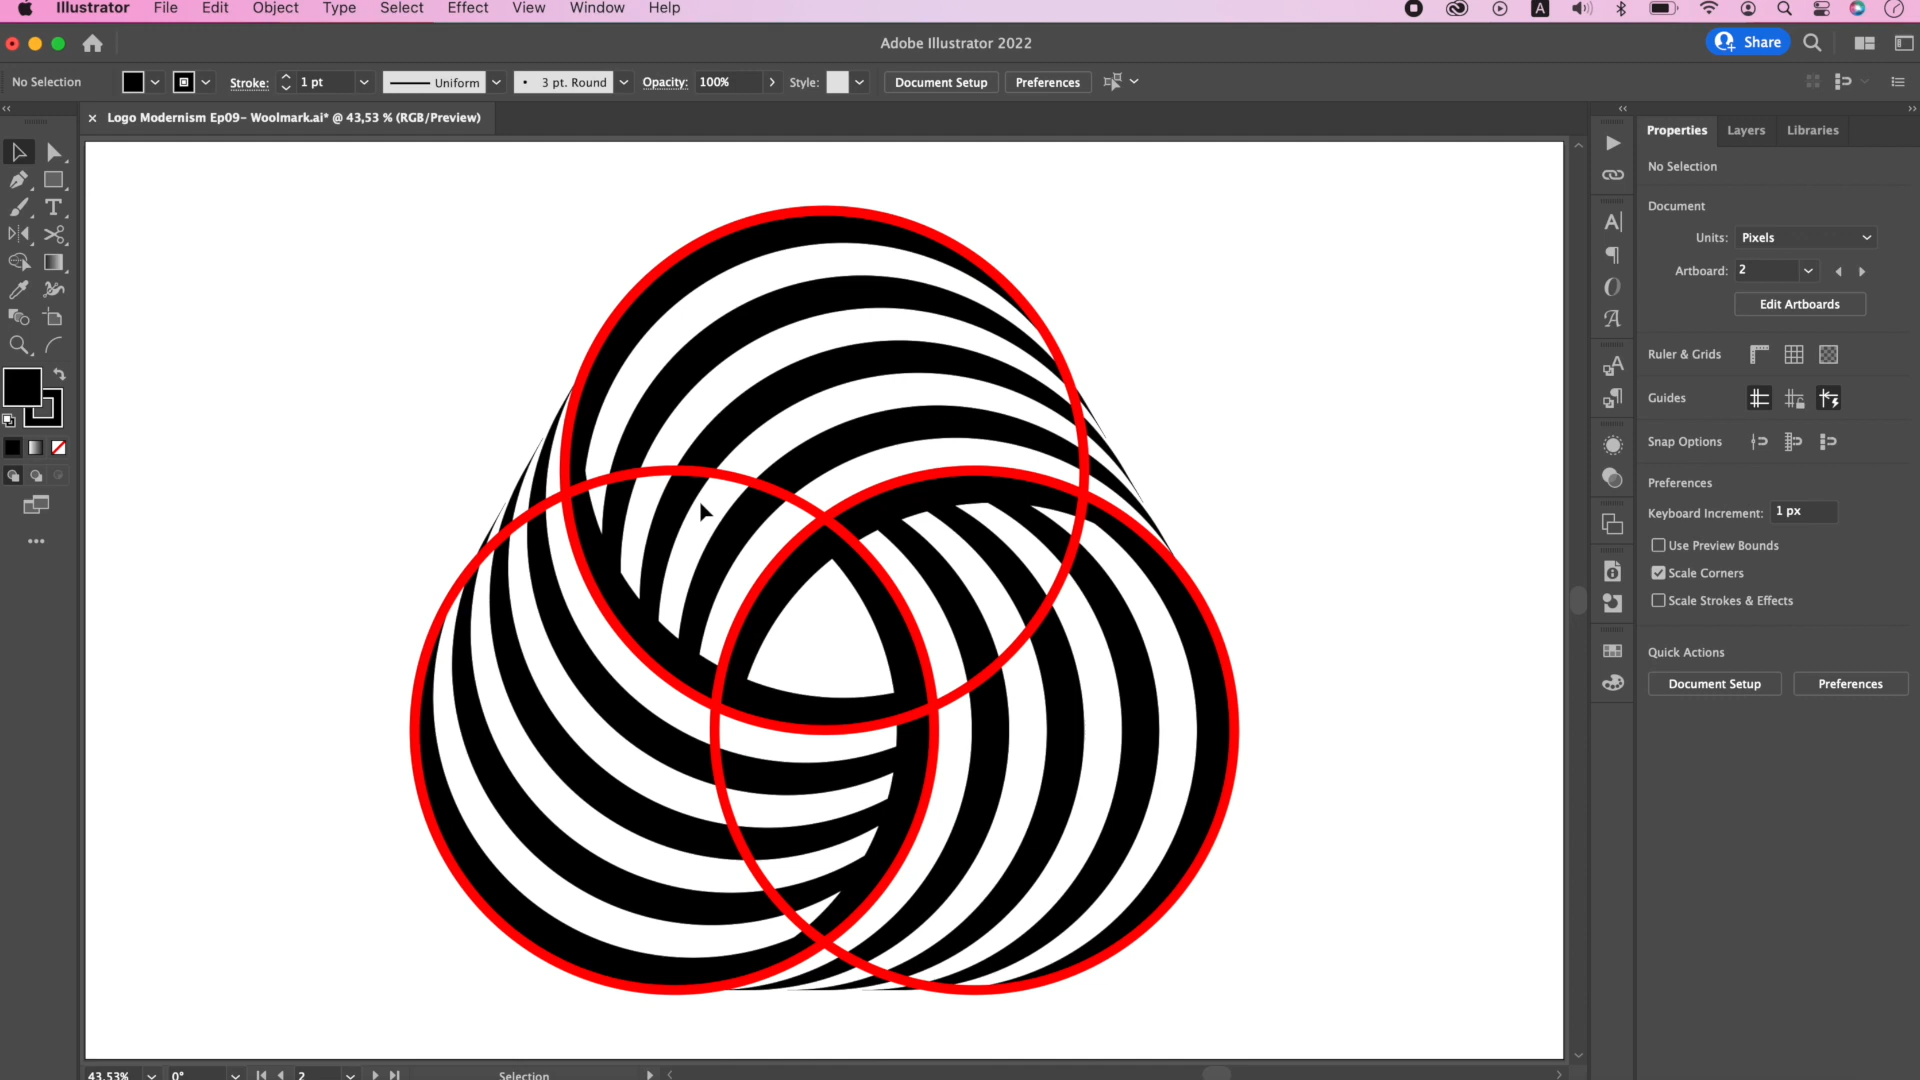 Illustrator File Edit Object Type Select Effect View Window Help
A
Adobe Illustrator 2022
Share
No Selection
Stroke: 1 pt
Uniform
3 pt. Round
Opacity: 100%
Style:
Document Setup
Preferences
Logo Modernism Ep09- Woolmark.ai* @ 43,53 % (RGB/Preview)
Properties Layers Libraries
No Selection
Document
Units: Pixels
Artboard: 2
Edit Artboards
Ruler & Grids
Guides
Snap Options
Preferences
Keyboard Increment: 1 px
Use Preview Bounds
Scale Corners
Scale Strokes & Effects
Quick Actions
Document Setup
Preferences
43,53% 0° 2 Selection